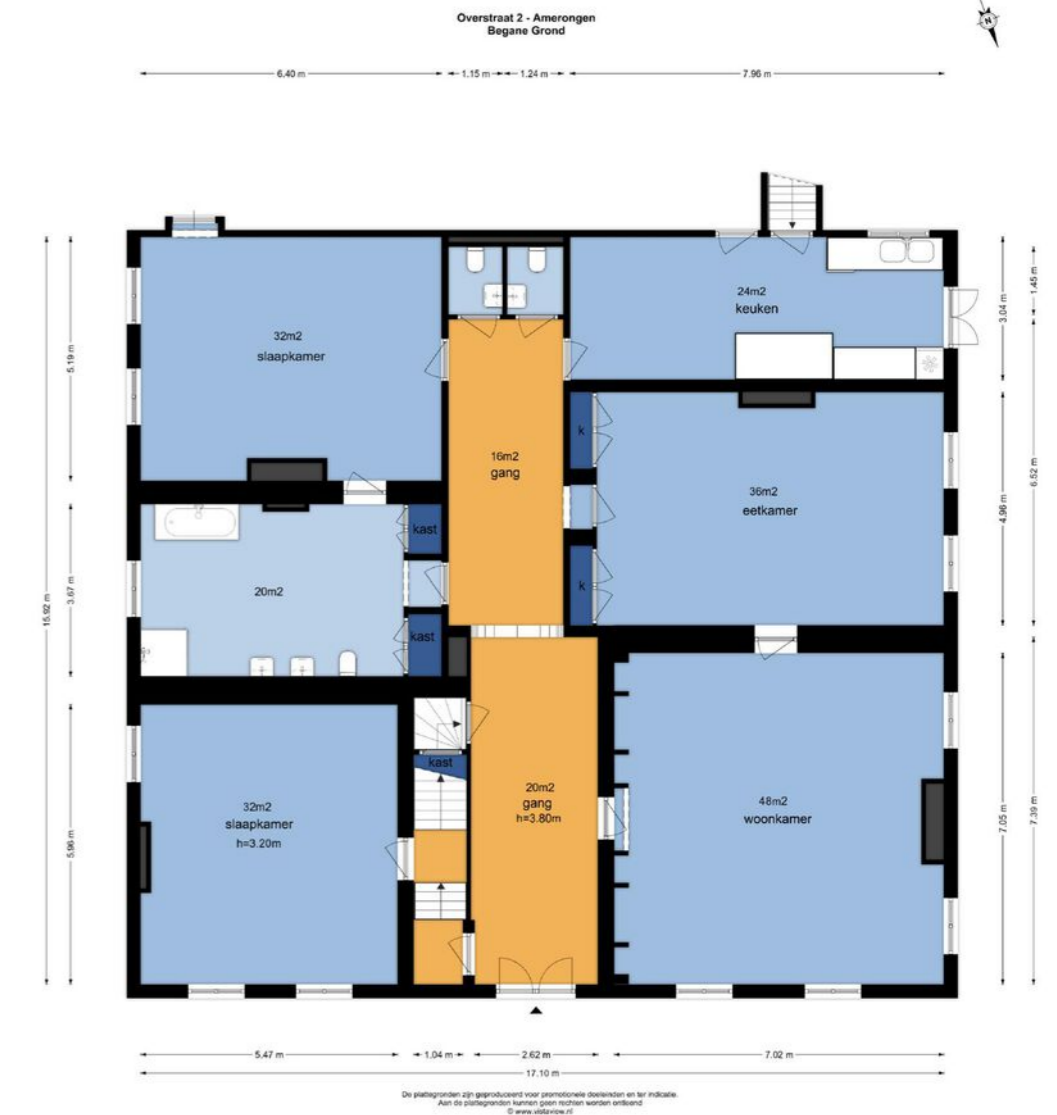 Overstraat 2 - Amerongen
Begane Grond
N
6.40 m
1.15 m
1.24 m
7.96 m
32m2
slaapkamer
24m2
keuken
16m2
gang
k
36m2
eetkamer
k
kast
20m2
kast
kast
32m2
slaapkamer
h=3.20m
20m2
gang
h=3.80m
48m2
woonkamer
15.92 m
5.19 m
3.67 m
5.96 m
3.04 m
4.96 m
7.05 m
1.45 m
6.52 m
7.39 m
5.47 m
1.04 m
2.62 m
7.02 m
17.10 m
De plattegronden zijn geproduceerd voor promotionele doeleinden en ter indicatie.
Aan de plattegronden kunnen geen rechten worden ontleend
© www.vistaview.nl